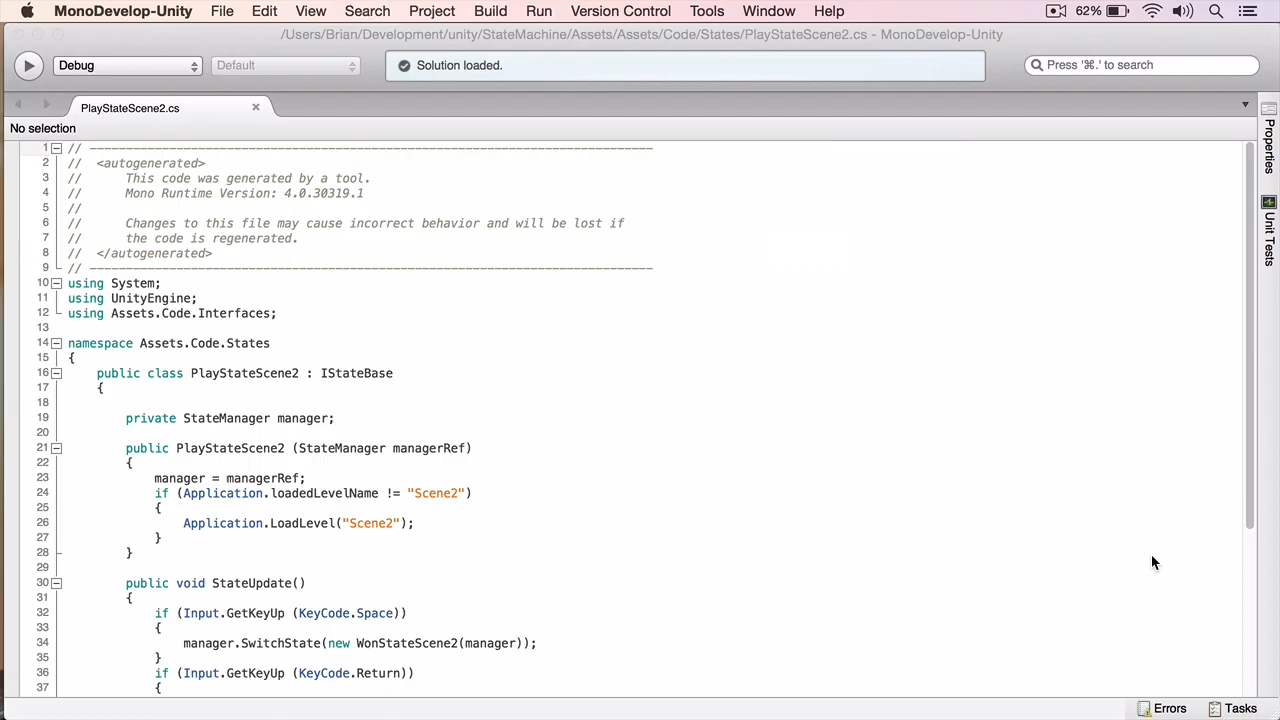 MonoDevelop-Unity File Edit View Search Project Build Run Version Control Tools Window Help 62%
/Users/Brian/Development/unity/StateMachine/Assets/Assets/Code/States/PlayStateScene2.cs - MonoDevelop-Unity
Debug Default Solution loaded. Press '⌘.' to search
PlayStateScene2.cs
No selection
1 // ------------------------------------------------------------------------------
2 // <autogenerated>
3 // This code was generated by a tool.
4 // Mono Runtime Version: 4.0.30319.1
5 //
6 // Changes to this file may cause incorrect behavior and will be lost if
7 // the code is regenerated.
8 // </autogenerated>
9 // ------------------------------------------------------------------------------
10 using System;
11 using UnityEngine;
12 using Assets.Code.Interfaces;
13
14 namespace Assets.Code.States
15 {
16 public class PlayStateScene2 : IStateBase
17 {
18
19 private StateManager manager;
20
21 public PlayStateScene2 (StateManager managerRef)
22 {
23 manager = managerRef;
24 if (Application.loadedLevelName != "Scene2")
25 {
26 Application.LoadLevel("Scene2");
27 }
28 }
29
30 public void StateUpdate()
31 {
32 if (Input.GetKeyUp (KeyCode.Space))
33 {
34 manager.SwitchState(new WonStateScene2(manager));
35 }
36 if (Input.GetKeyUp (KeyCode.Return))
37 {
Properties
Unit Tests
Errors Tasks